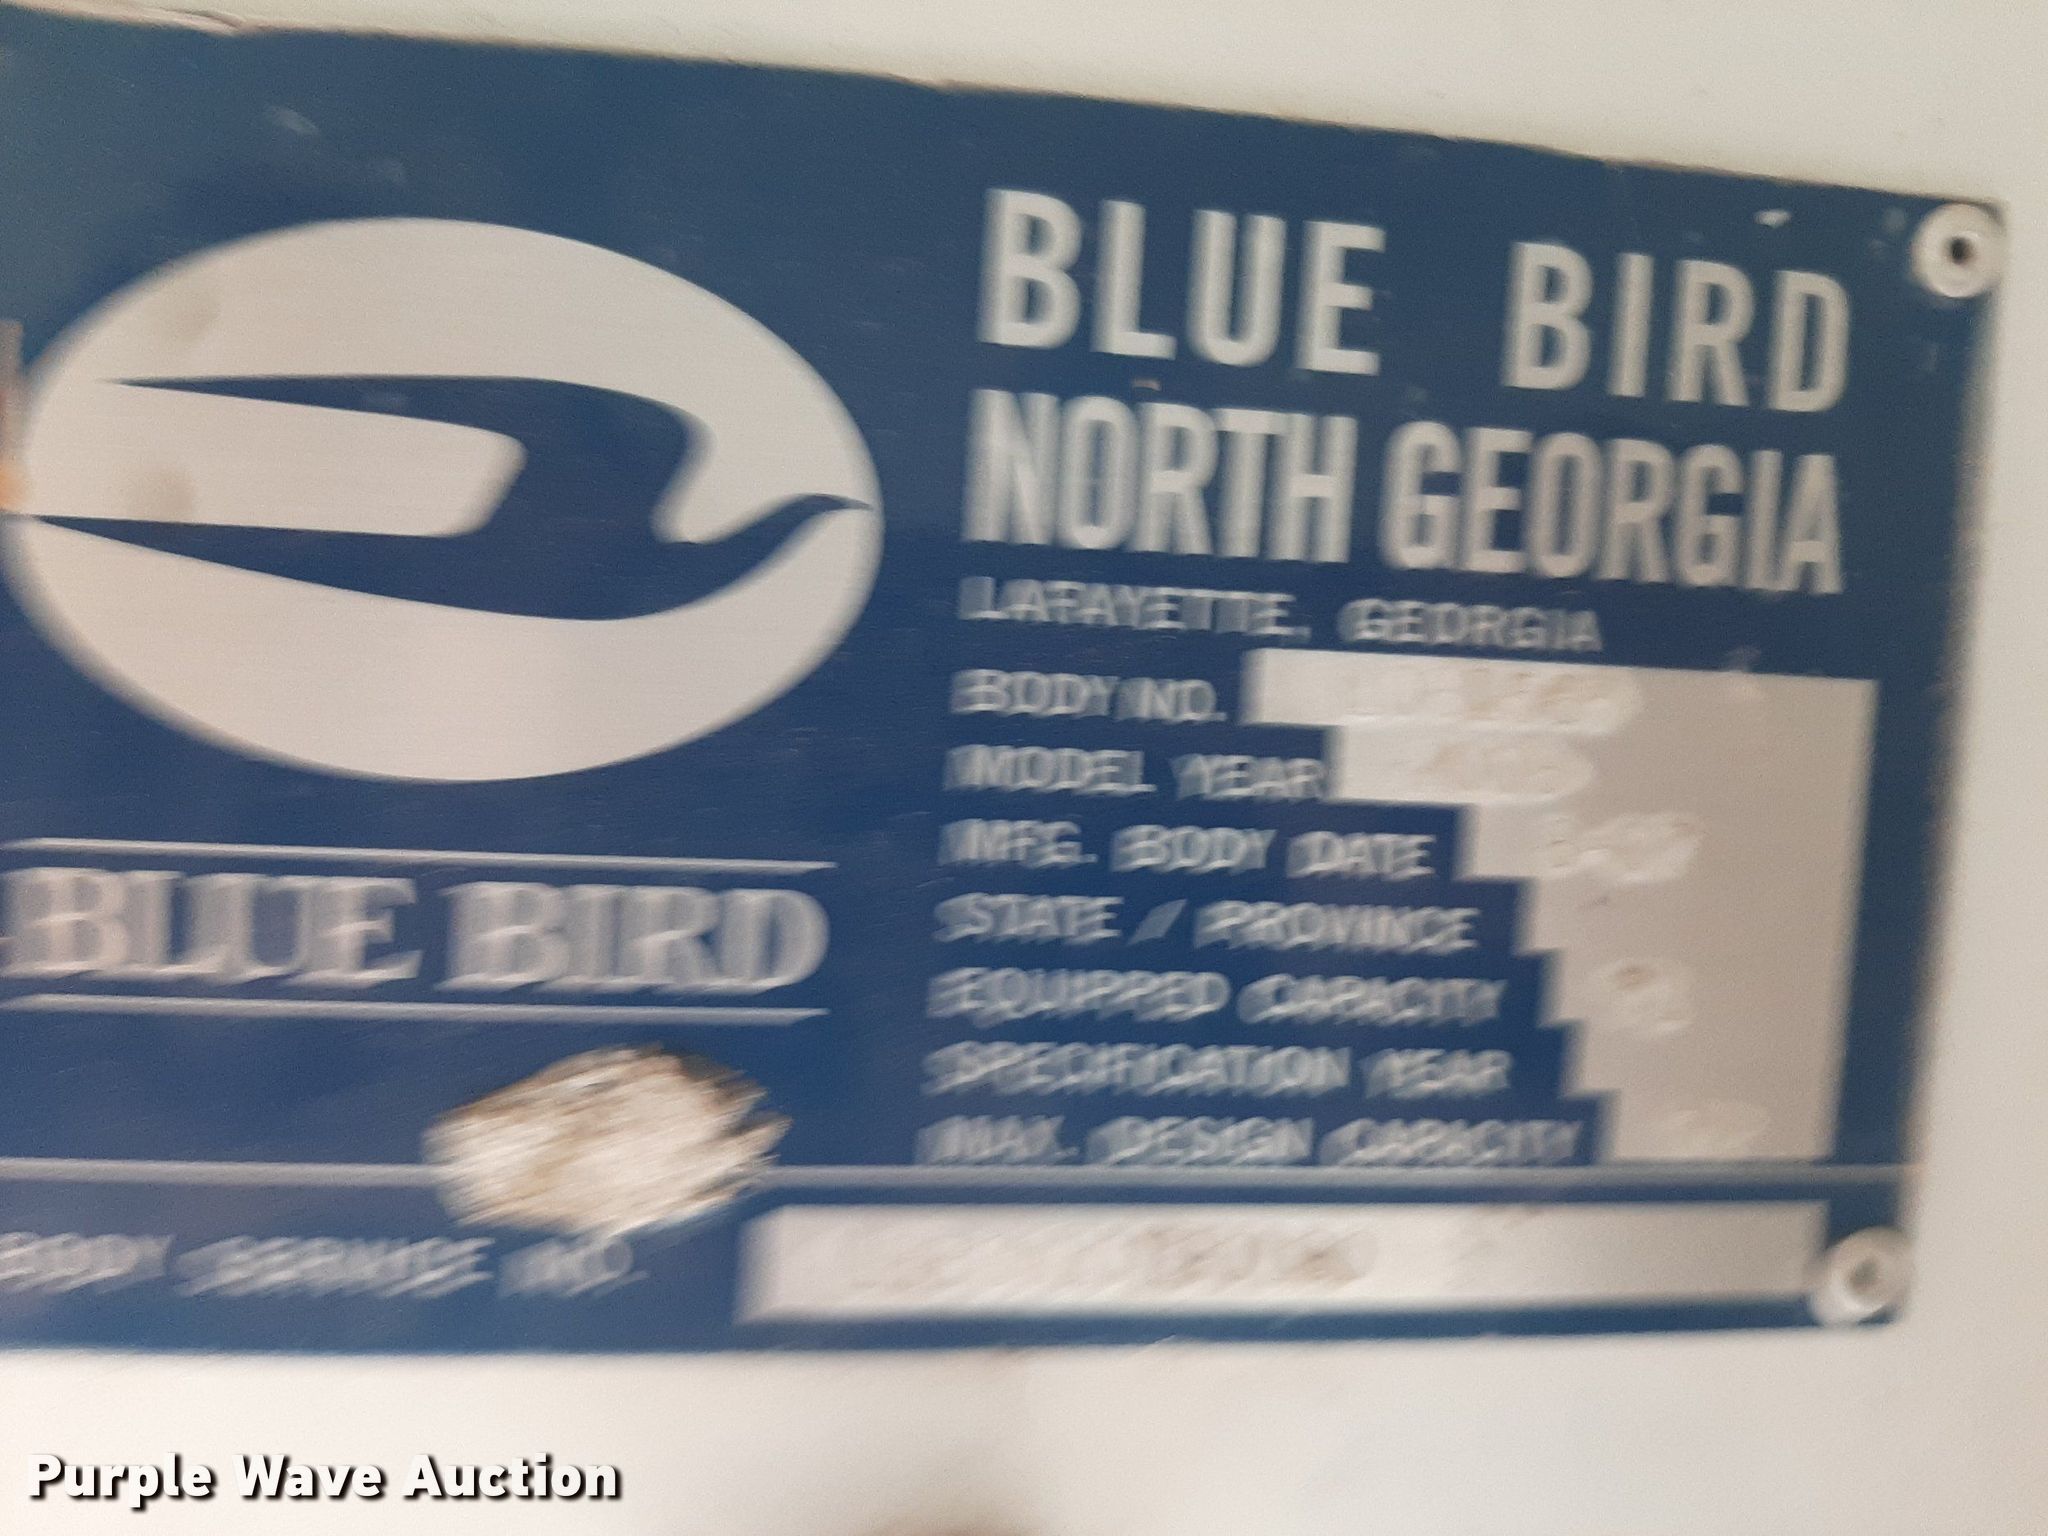 BLUE BIRD
NORTH GEORGIA
LAFAYETTE, GEORGIA
BODY NO.
MODEL YEAR
MFG. BODY DATE
STATE / PROVINCE
EQUIPPED CAPACITY
SPECIFICATION YEAR
MAX. DESIGN CAPACITY
BLUE BIRD
BODY SERVICE NO.
Purple Wave Auction